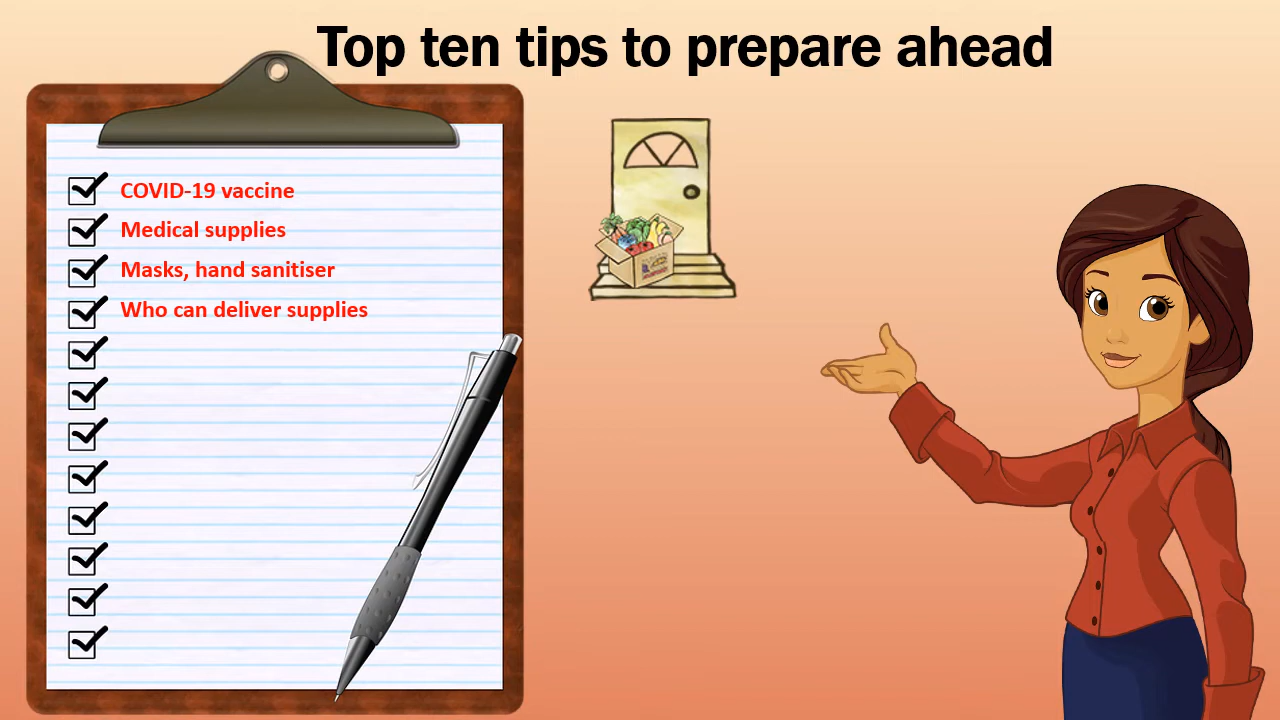 Top ten tips to prepare ahead
COVID-19 vaccine
Medical supplies
Masks, hand sanitiser
Who can deliver supplies